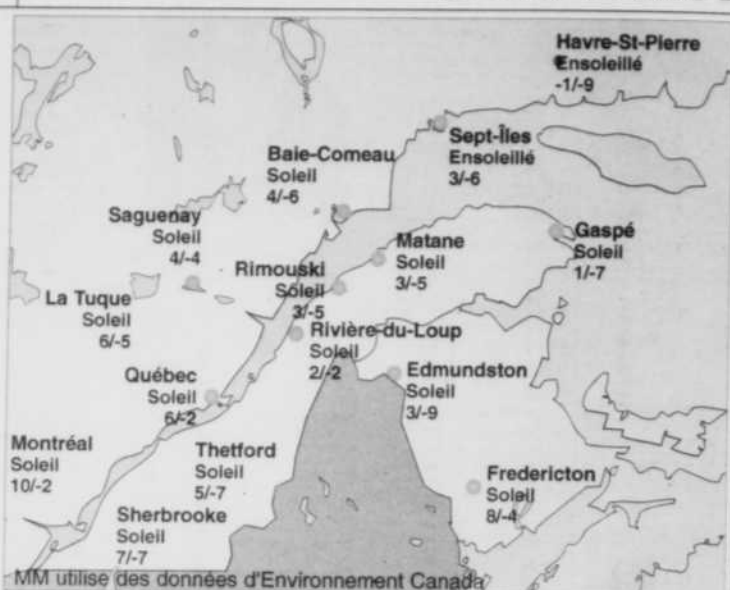 Havre-St-Pierre
Ensoleillé
-1/-9
Sept-Îles
Ensoleillé
3/-6
Baie-Comeau
Soleil
4/-6
Saguenay
Soleil
4/-4
Matane
Soleil
3/-5
Gaspé
Soleil
1/-7
Rimouski
Soleil
3/-5
La Tuque
Soleil
6/-5
Rivière-du-Loup
Soleil
2/-2
Québec
Soleil
6/-2
Edmundston
Soleil
3/-9
Montréal
Soleil
10/-2
Thetford
Soleil
5/-7
Fredericton
Soleil
8/-4
Sherbrooke
Soleil
7/-7
MM utilise des données d'Environnement Canada